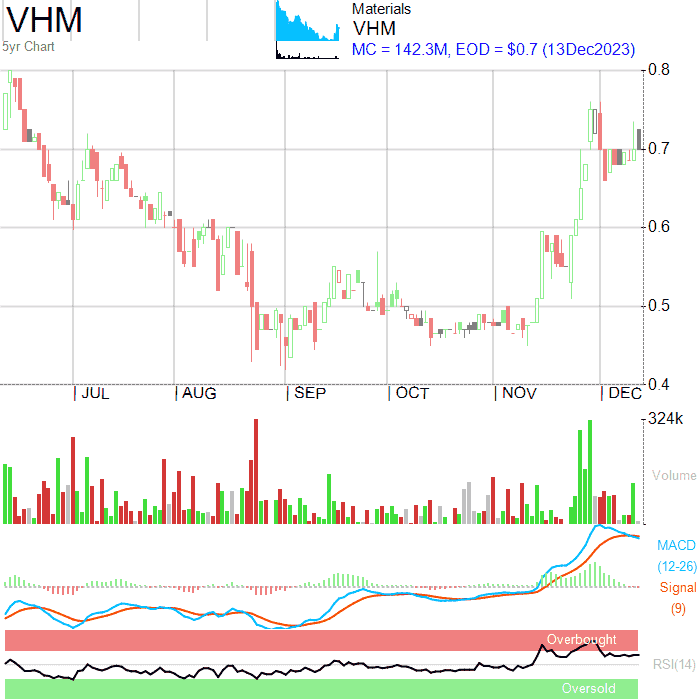 VHM
5yr Chart
Materials
VHM
MC = 142.3M, EOD = $0.7 (13Dec2023)
0.8
0.7
0.6
0.5
0.4
JUL AUG SEP OCT NOV DEC
324k
Volume
MACD
(12-26)
Signal
(9)
Overbought
RSI(14)
Oversold